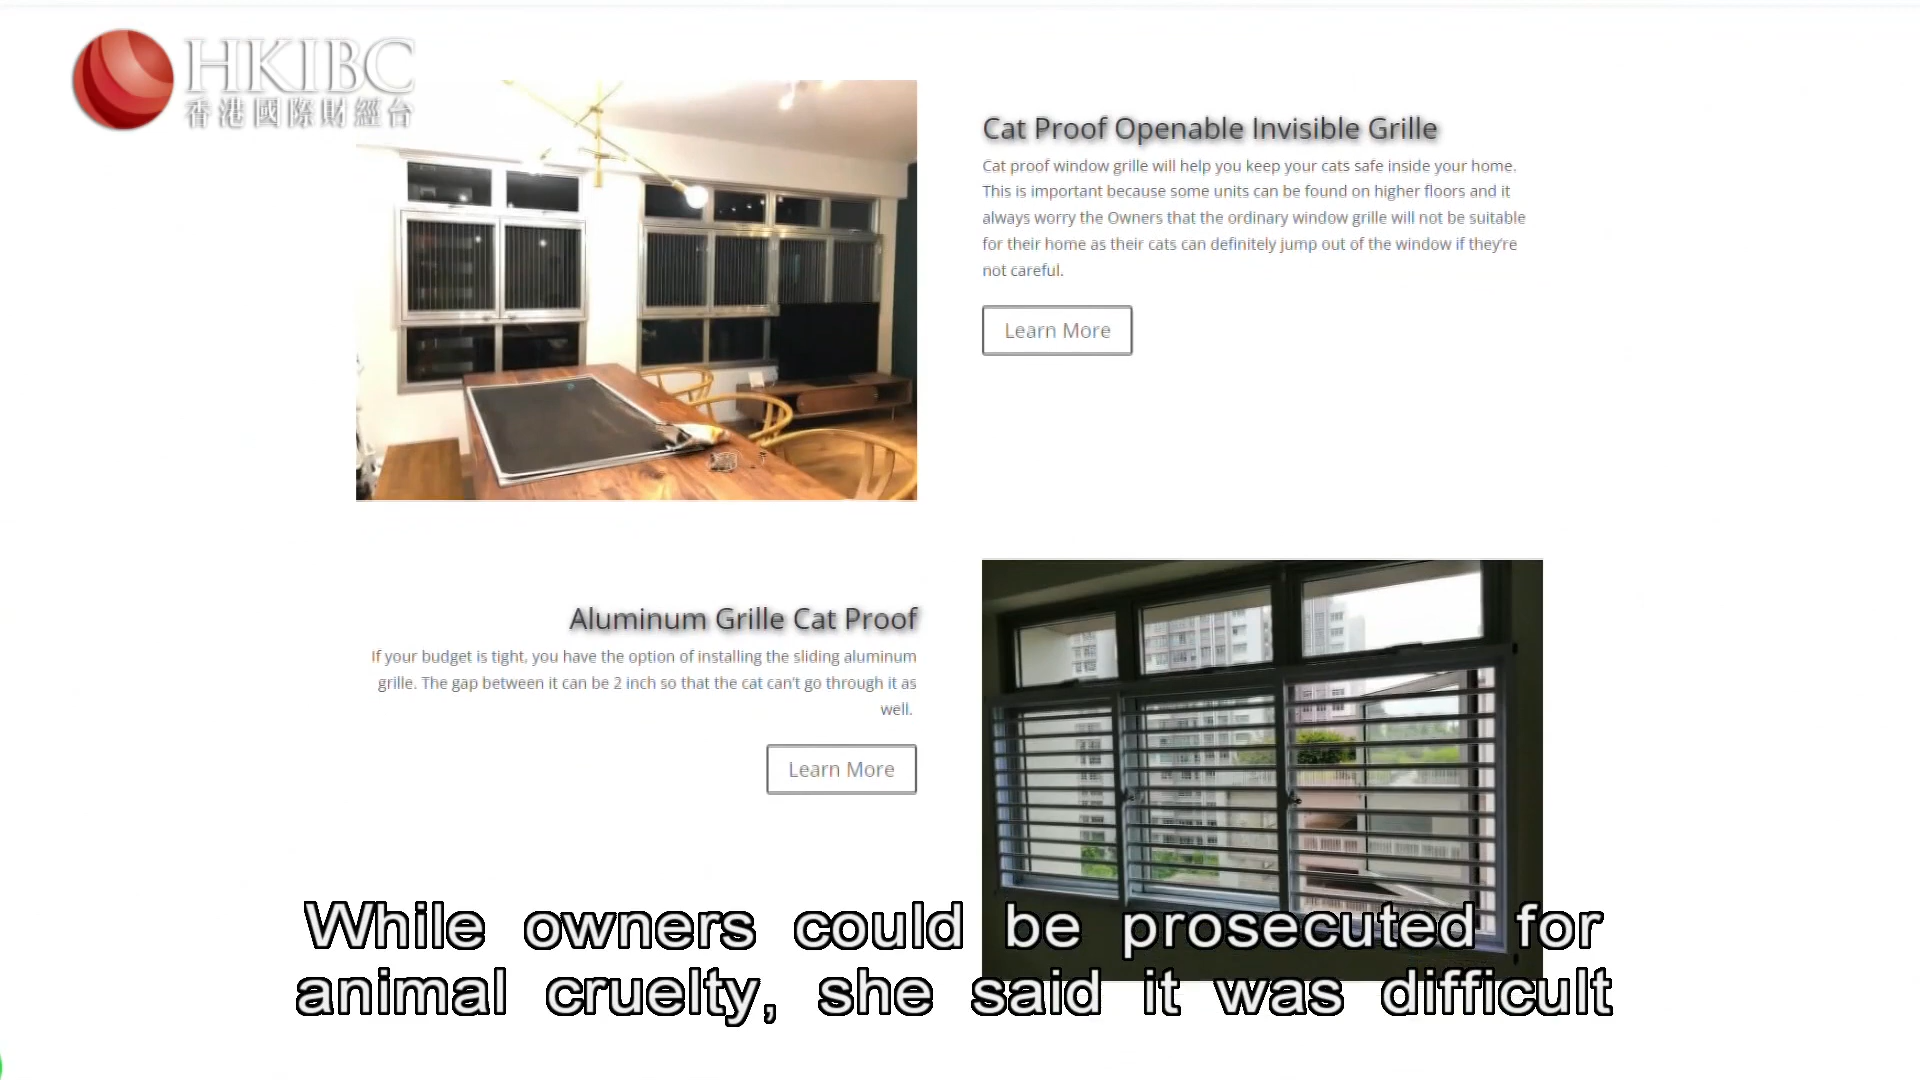 HKIBC
香港國際財經台
Cat Proof Openable Invisible Grille
Cat proof window grille will help you keep your cats safe inside your home.
This is important because some units can be found on higher floors and it
always worry the Owners that the ordinary window grille will not be suitable
for their home as their cats can definitely jump out of the window if they're
not careful.
Learn More
Aluminum Grille Cat Proof
If your budget is tight, you have the option of installing the sliding aluminum
grille. The gap between it can be 2 inch so that the cat can't go through it as
well.
Learn More
While owners could be prosecuted for
animal cruelty, she said it was difficult